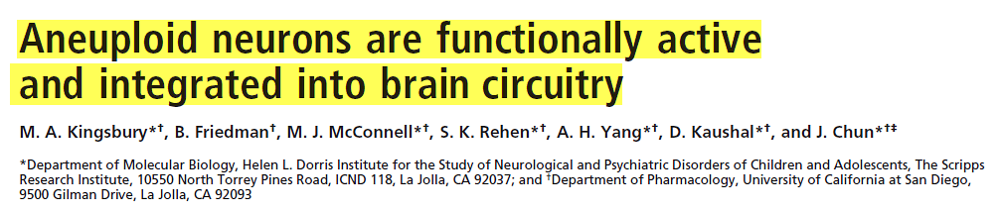 Aneuploid neurons are functionally active
and integrated into brain circuitry
M. A. Kingsbury*†, B. Friedman†, M. J. McConnell*†, S. K. Rehen*†, A. H. Yang*†, D. Kaushal*†, and J. Chun*†‡
*Department of Molecular Biology, Helen L. Dorris Institute for the Study of Neurological and Psychiatric Disorders of Children and Adolescents, The Scripps
Research Institute, 10550 North Torrey Pines Road, ICND 118, La Jolla, CA 92037; and †Department of Pharmacology, University of California at San Diego,
9500 Gilman Drive, La Jolla, CA 92093